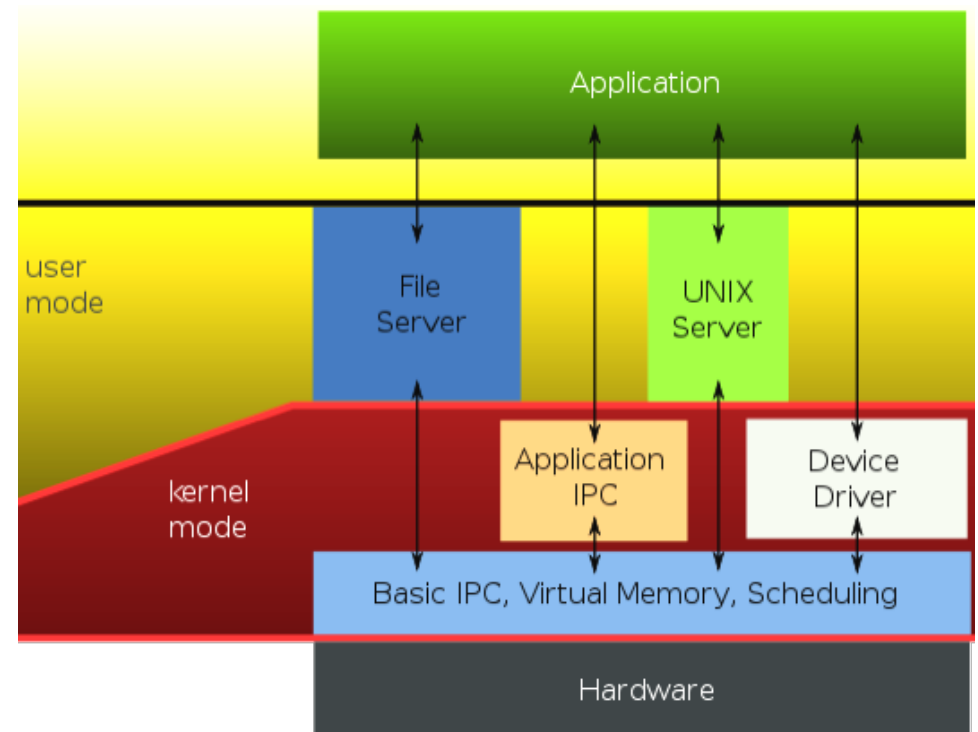 Application
user
mode
File
Server
UNIX
Server
kernel
mode
Application
IPC
Device
Driver
Basic IPC, Virtual Memory, Scheduling
Hardware